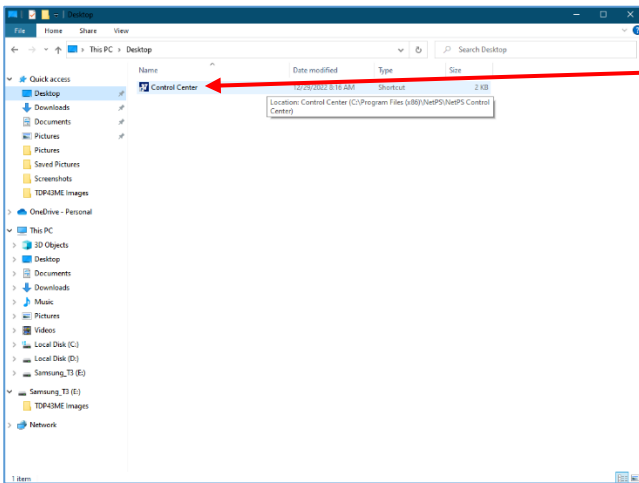 Desktop
File Home Share View
This PC Desktop
Search Desktop
Name Date modified Type Size
Quick access
Desktop
Downloads
Documents
Pictures
Pictures
Saved Pictures
Screenshots
TDP43ME Images
OneDrive - Personal
This PC
3D Objects
Desktop
Documents
Downloads
Music
Pictures
Videos
Local Disk (C:)
Local Disk (D:)
Samsung_T3 (E:)
Samsung_T3 (E:)
TDP43ME Images
Network
Control Center 12/29/2022 8:16 AM Shortcut 2 KB
Location: Control Center (C:\Program Files (x86)\NetPS\NetPS Control
Center)
1 item